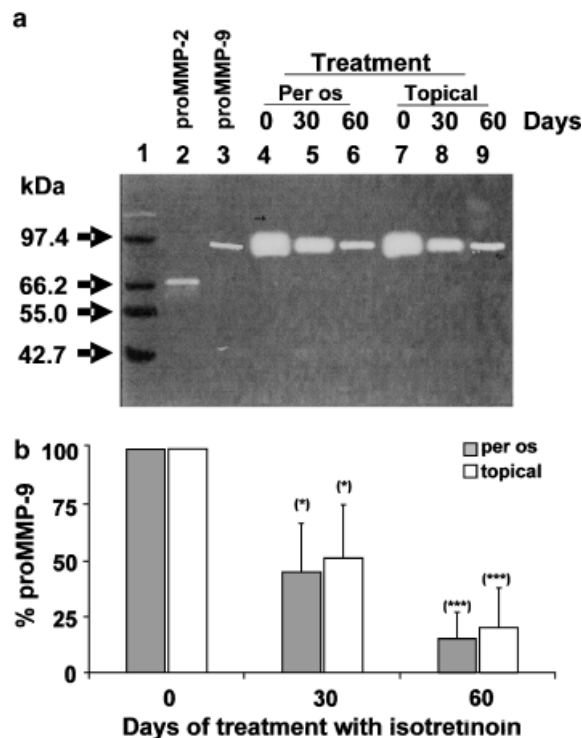 a
proMMP-2
proMMP-9
Treatment
Per os Topical
0 30 60 0 30 60 Days
1 2 3 4 5 6 7 8 9
kDa
97.4
66.2
55.0
42.7
b
% proMMP-9
100
75
50
25
0
per os
topical
(*) (*)
(***) (***)
0 30 60
Days of treatment with isotretinoin